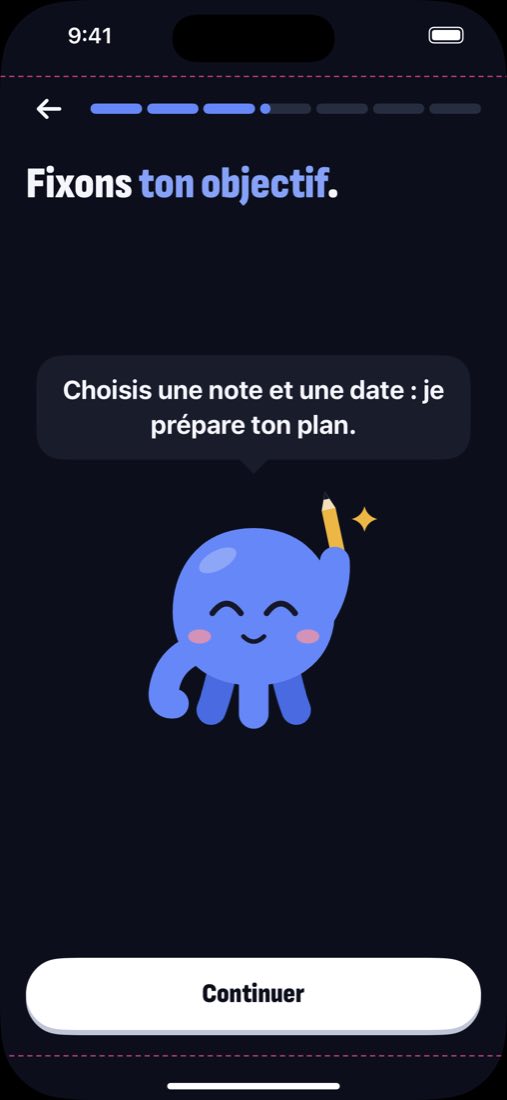 9:41
Fixons ton objectif.
Choisis une note et une date : je
prépare ton plan.
Continuer